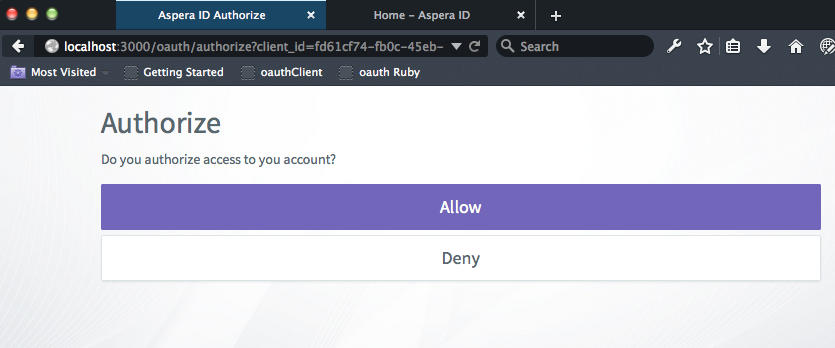 Aspera ID Authorize
Home – Aspera ID
localhost:3000/oauth/authorize?client_id=fd61cf74-fb0c-45eb-
Search
Most Visited
Getting Started
oauthClient
oauth Ruby
Authorize
Do you authorize access to you account?
Allow
Deny